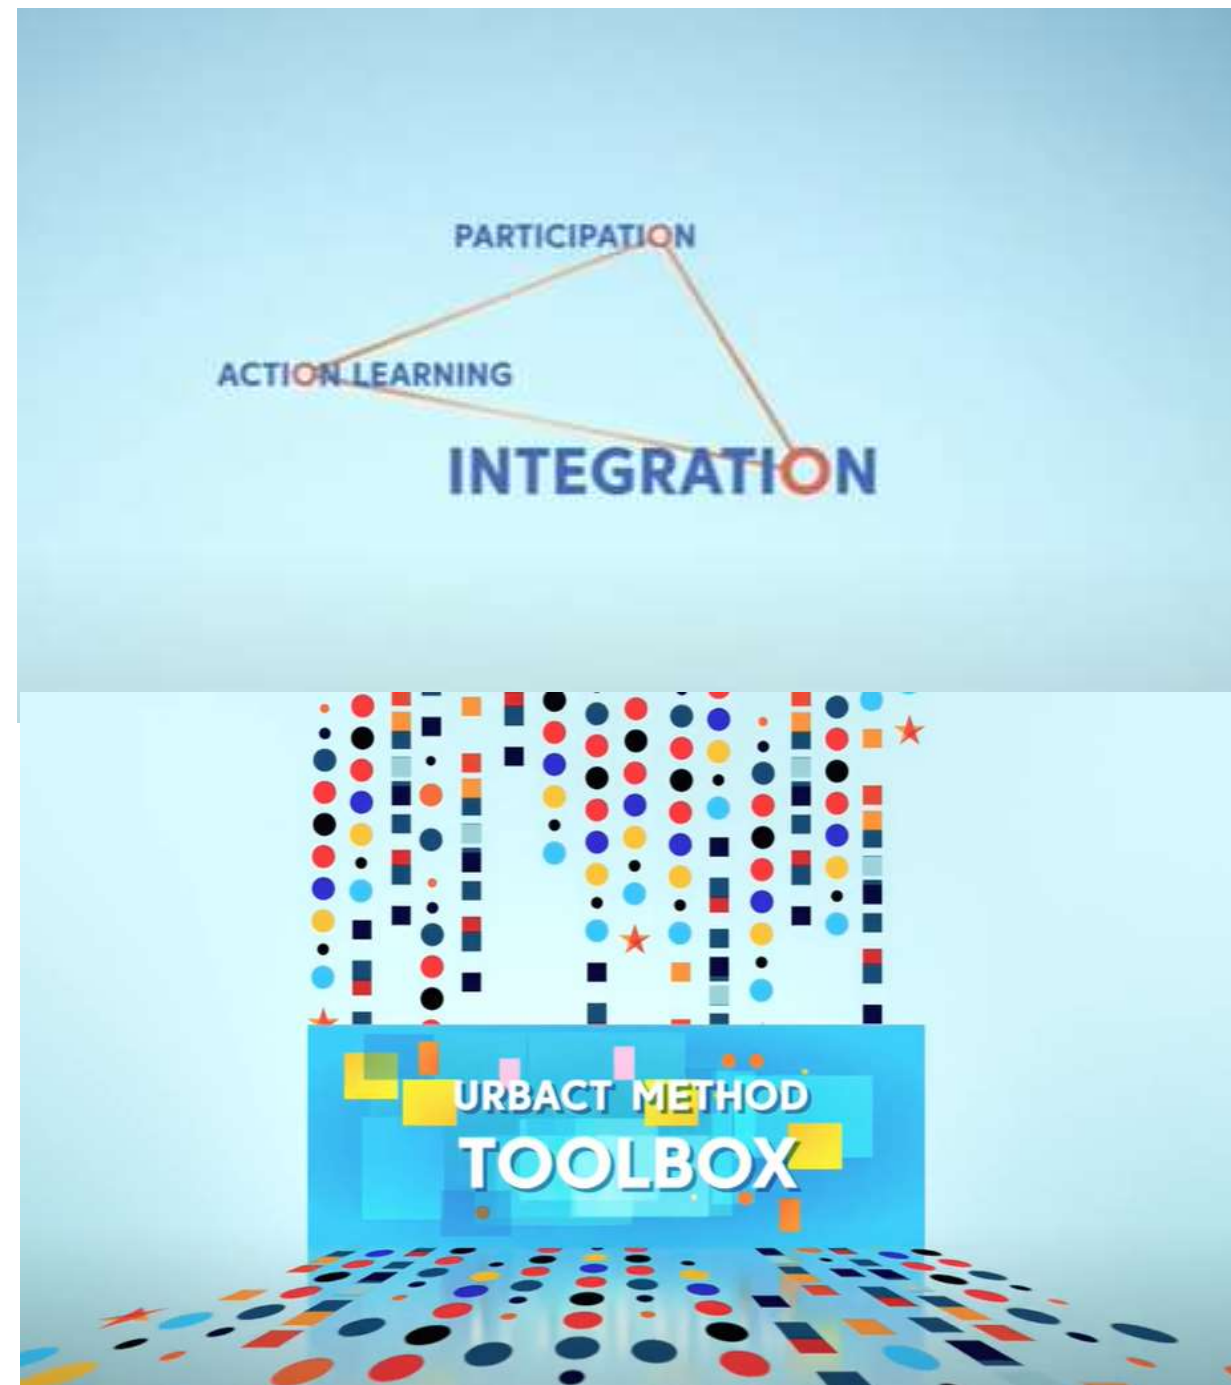 PARTICIPATION
ACTION LEARNING
INTEGRATION
URBACT METHOD
TOOLBOX